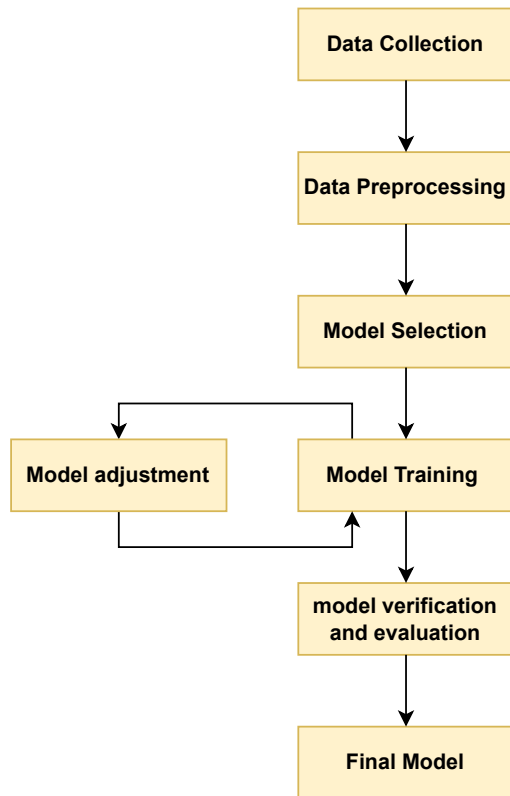 Data Collection
Data Preprocessing
Model Selection
Model adjustment
Model Training
model verification
and evaluation
Final Model